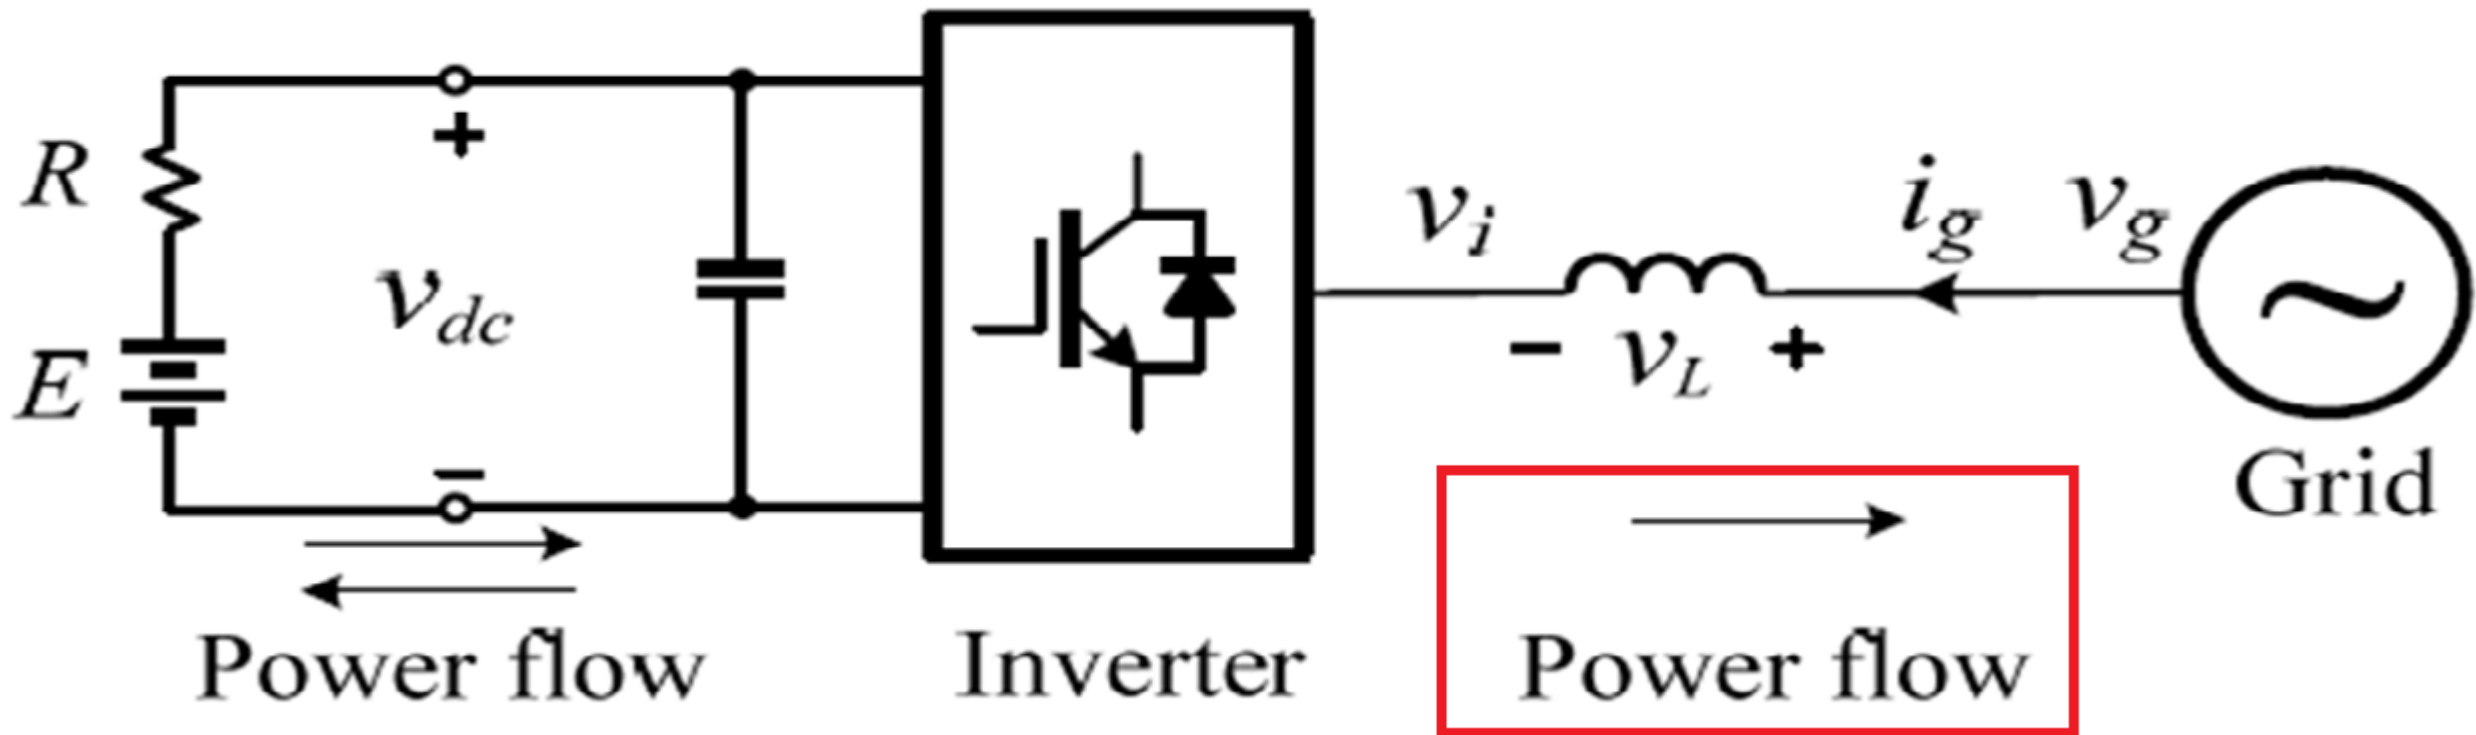 R
E
+
v_dc
−
Power flow
Inverter
v_i
− v_L +
i_g
v_g
~
Grid
Power flow